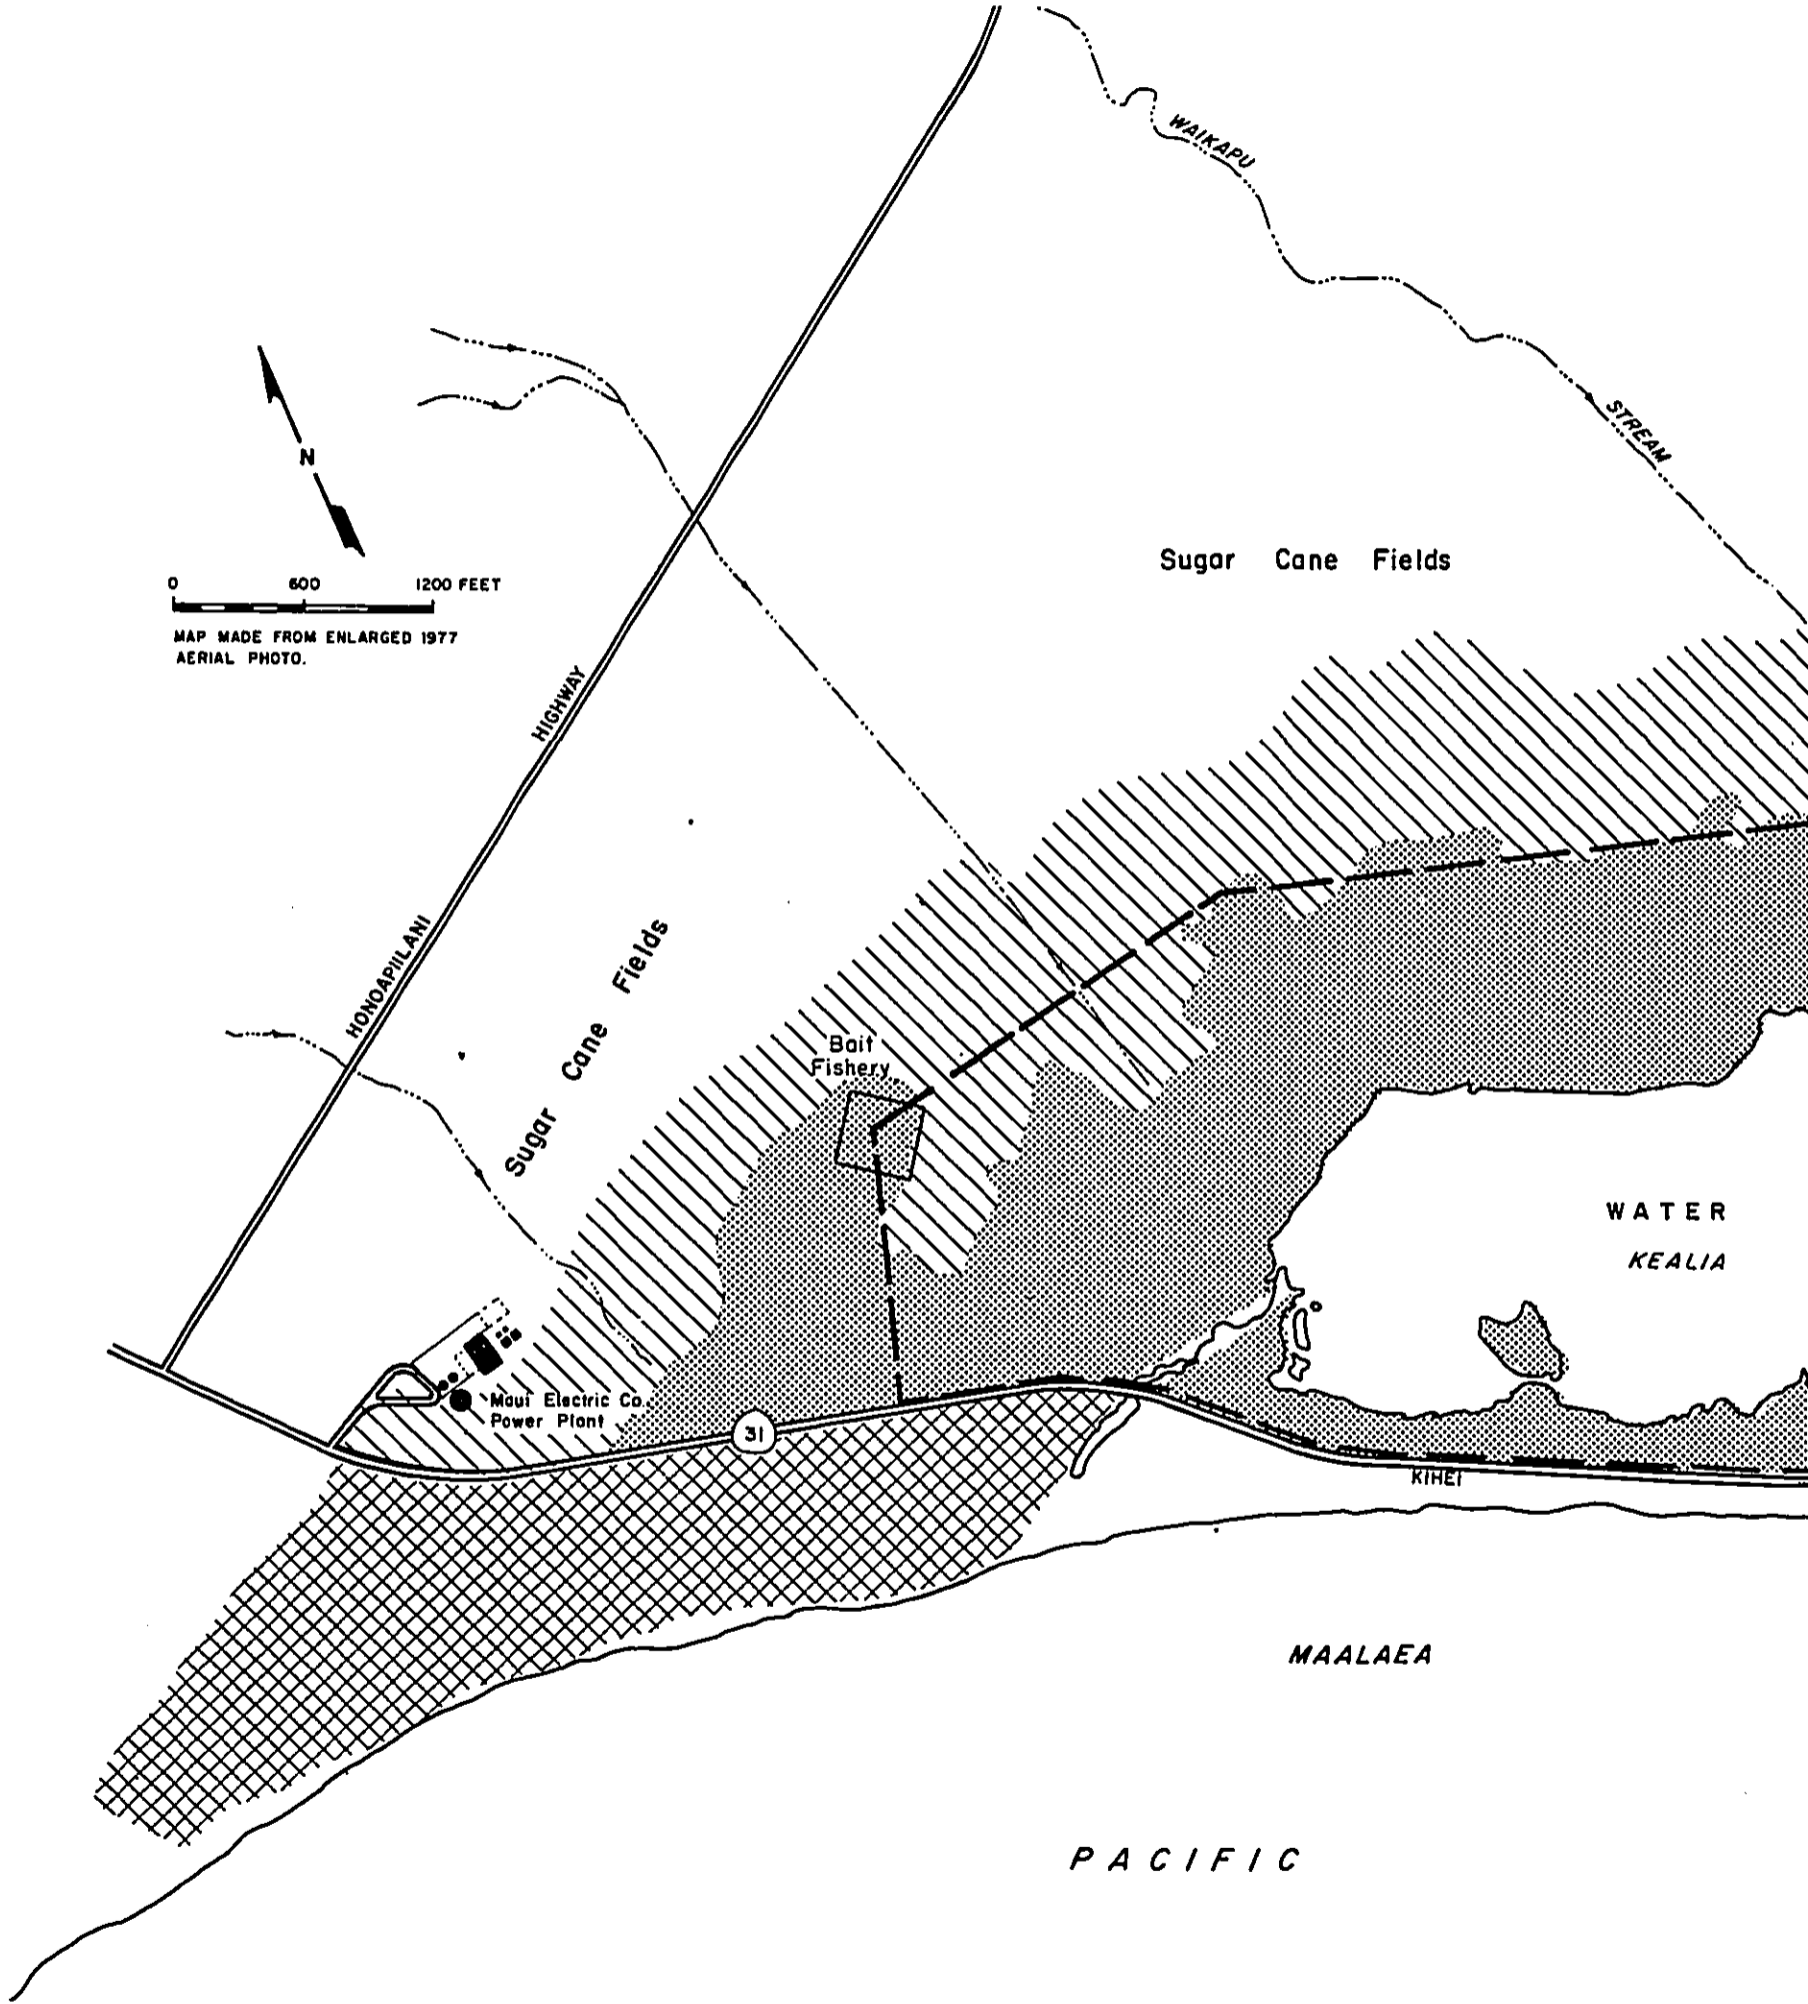 WAIKAPU
STREAM
N
0 600 1200 FEET
MAP MADE FROM ENLARGED 1977
AERIAL PHOTO.
Sugar Cane Fields
HIGHWAY
HONOAPIILANI
Sugar Cane Fields
Bait
Fishery
WATER
KEALIA
Maui Electric Co.
Power Plant
31
KIHEI
MAALAEA
PACIFIC